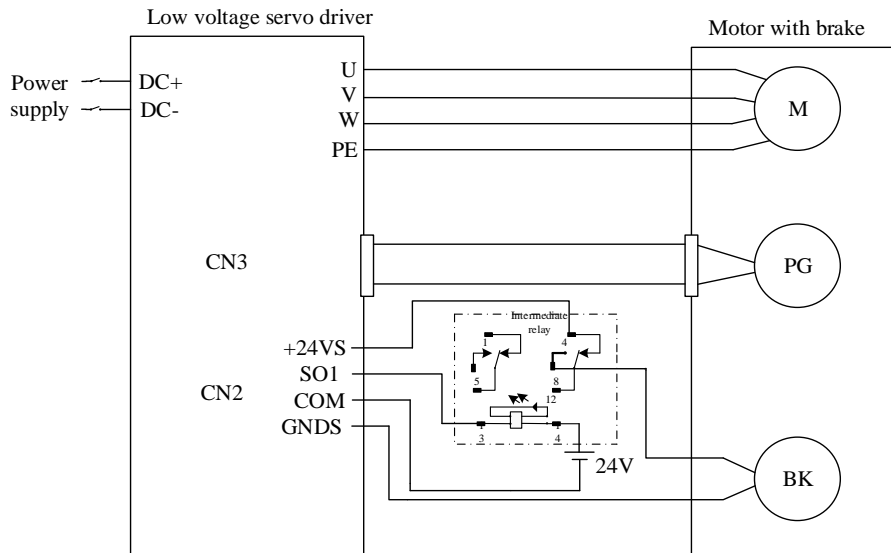 Low voltage servo driver
Motor with brake
Power
supply
DC+
DC-
U
V
W
PE
M
CN3
PG
Intermediate
relay
1
4
+24VS
SO1
CN2
COM
GNDS
5
8
12
3
4
24V
BK